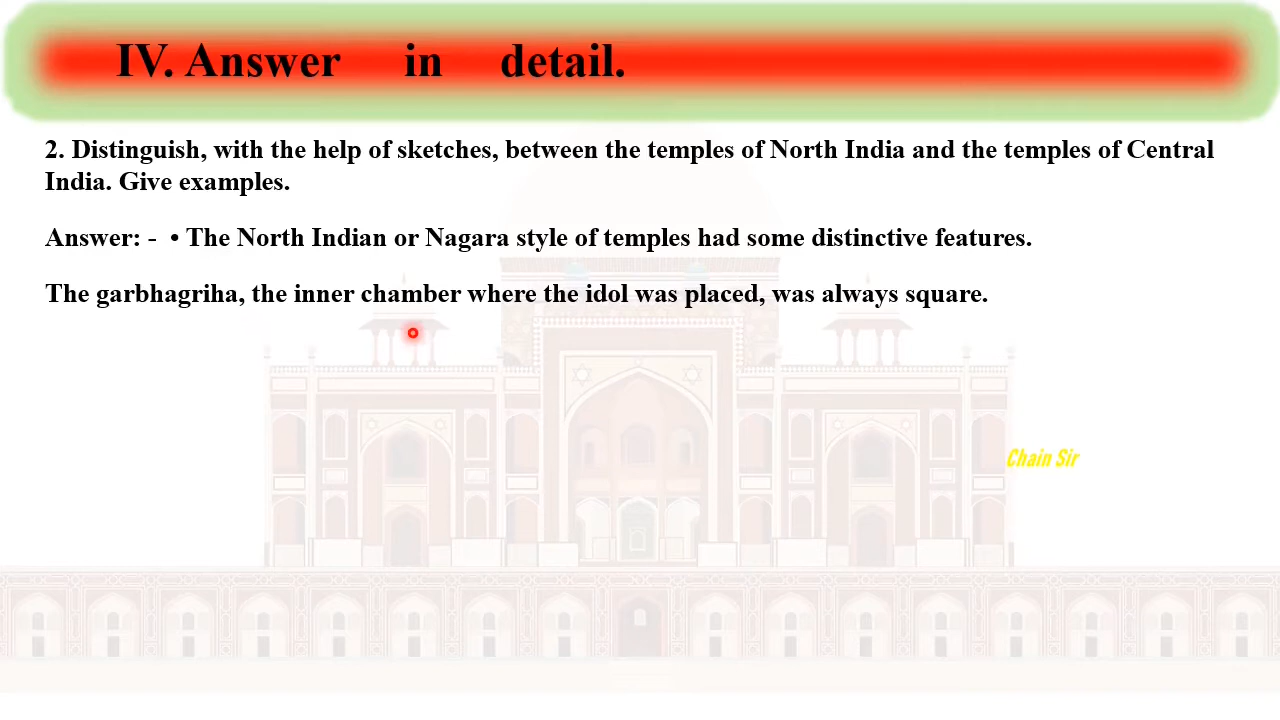 IV. Answer in detail.
2. Distinguish, with the help of sketches, between the temples of North India and the temples of Central
India. Give examples.
Answer: - • The North Indian or Nagara style of temples had some distinctive features.
The garbhagriha, the inner chamber where the idol was placed, was always square.
Chain Sir